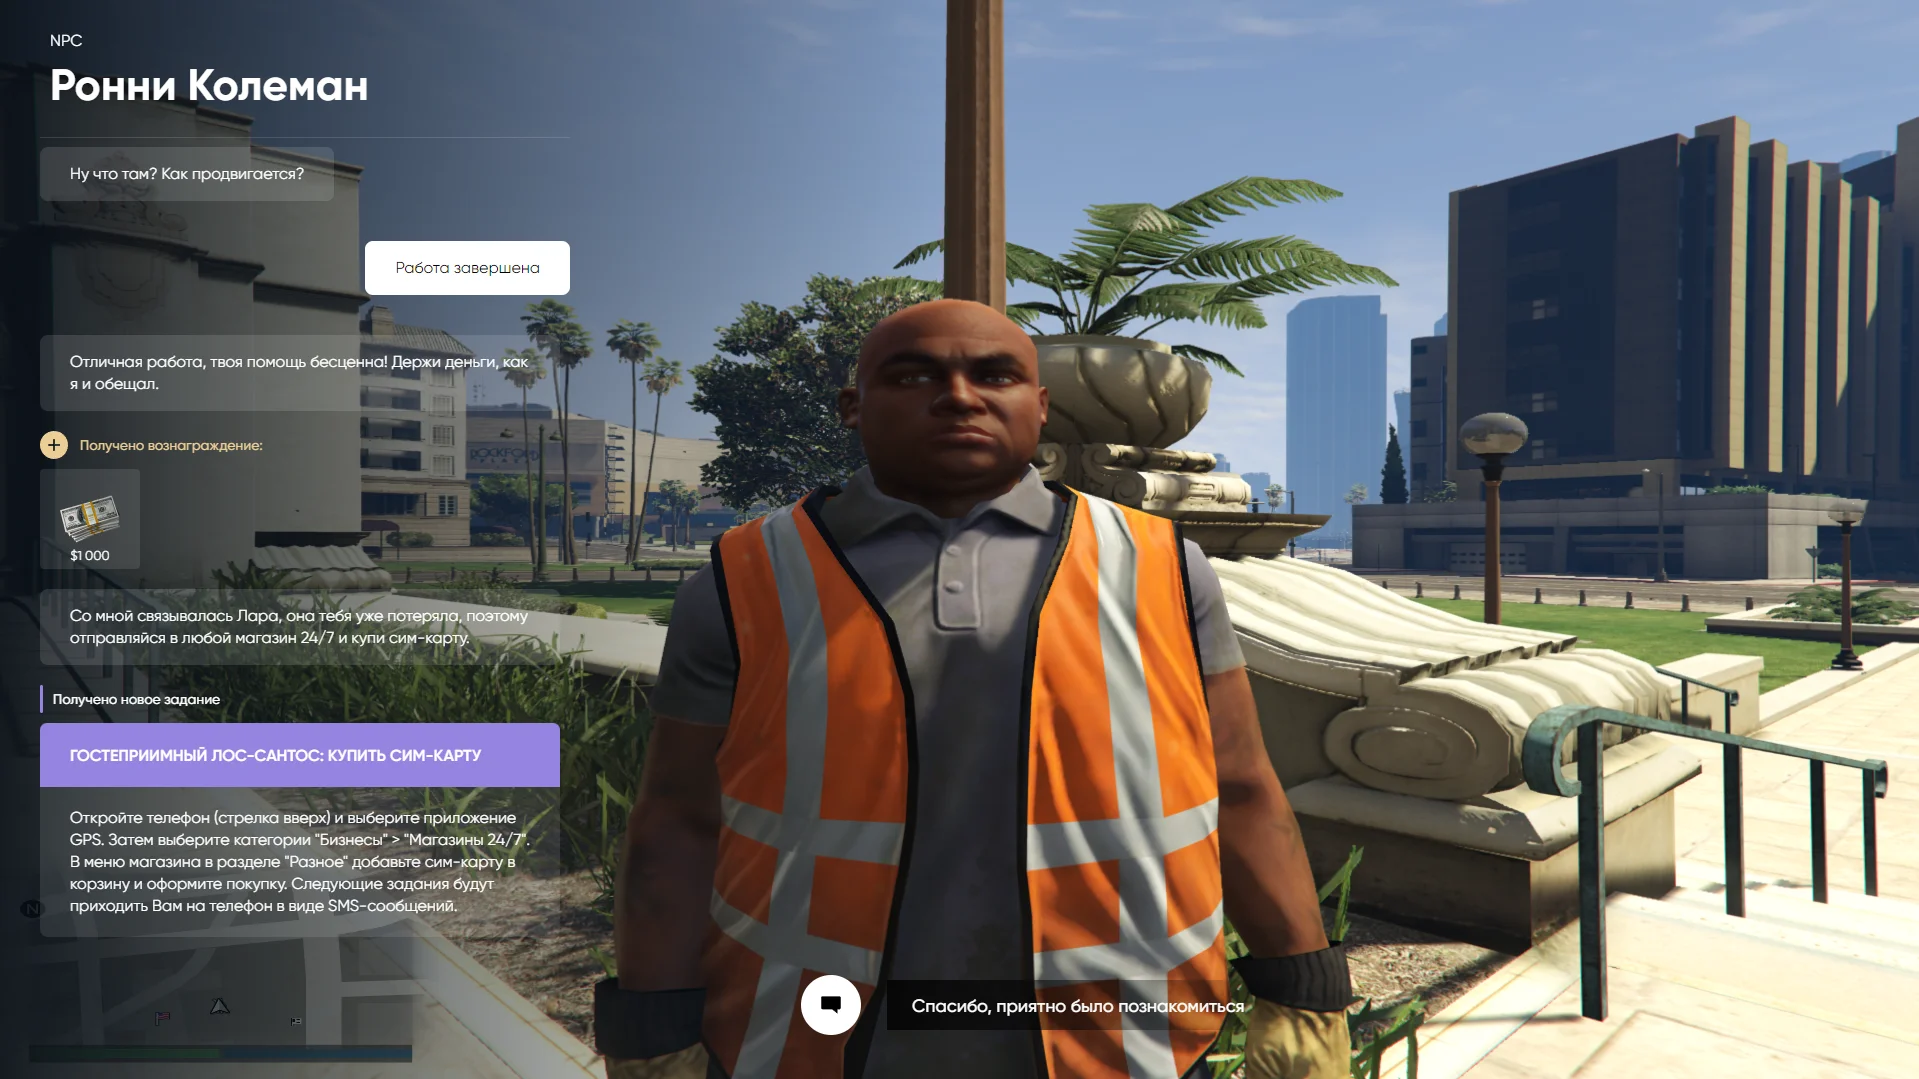 NPC
Ронни Колеман
Ну что там? Как продвигается?
Работа завершена
Отличная работа, твоя помощь бесценна! Держи деньги, как
я и обещал.
Получено вознаграждение:
$1 000
Со мной связывалась Лара, она тебя уже потеряла, поэтому
отправляйся в любой магазин 24/7 и купи сим-карту.
Получено новое задание
ГОСТЕПРИИМНЫЙ ЛОС-САНТОС: КУПИТЬ СИМ-КАРТУ
Откройте телефон (стрелка вверх) и выберите приложение
GPS. Затем выберите категории "Бизнесы" > "Магазины 24/7".
В меню магазина в разделе "Разное" добавьте сим-карту в
корзину и оформите покупку. Следующие задания будут
приходить Вам на телефон в виде SMS-сообщений.
N
Спасибо, приятно было познакомиться
ROCKFORD